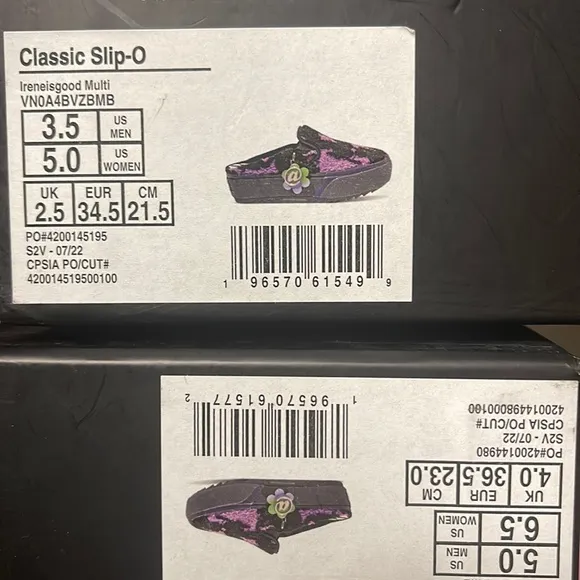 Classic Slip-O
Ireneisgood Multi
VN0A4BVZBMB
3.5 US MEN
5.0 US WOMEN
UK EUR CM
2.5 34.5 21.5
PO#4200145195
S2V - 07/22
CPSIA PO/CUT#
420014519500100
1 96570 61549 9
5.0 US MEN
6.5 US WOMEN
UK EUR CM
4.0 36.5 23.0
PO#4200144980
S2V - 07/22
CPSIA PO/CUT#
420014498000100
1 96570 61577 2